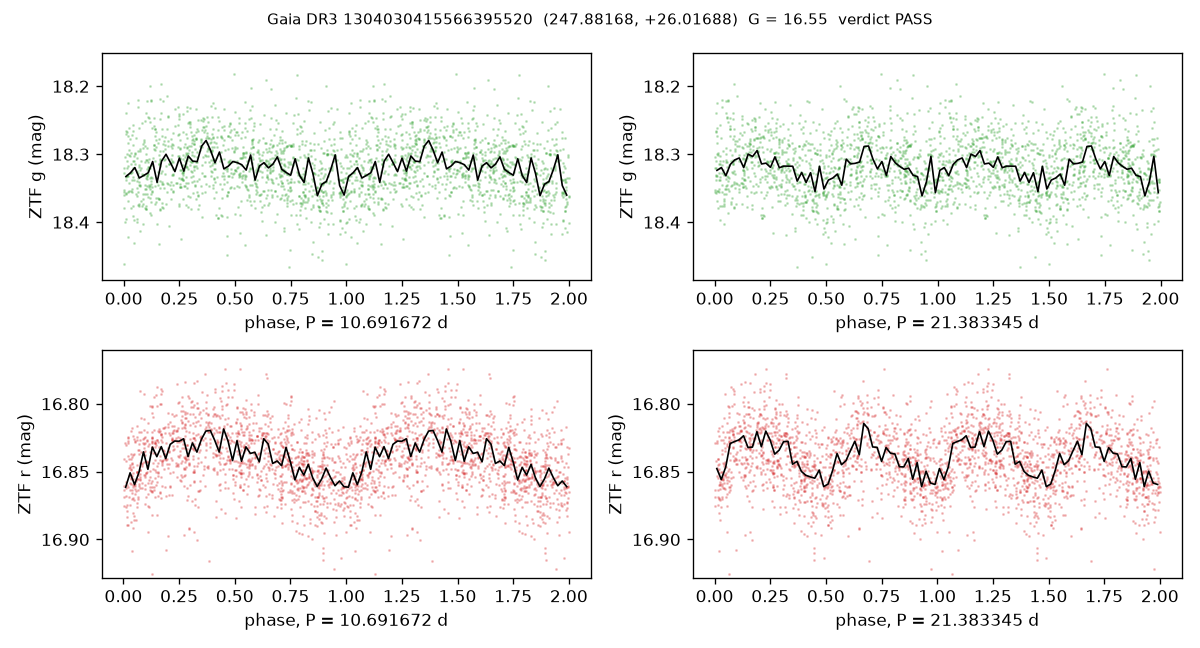 Gaia DR3 1304030415566395520 (247.88168, +26.01688) G = 16.55 verdict PASS
ZTF g (mag)
18.2
18.3
18.4
0.00 0.25 0.50 0.75 1.00 1.25 1.50 1.75 2.00
phase, P = 10.691672 d
ZTF g (mag)
18.2
18.3
18.4
0.00 0.25 0.50 0.75 1.00 1.25 1.50 1.75 2.00
phase, P = 21.383345 d
ZTF r (mag)
16.80
16.85
16.90
0.00 0.25 0.50 0.75 1.00 1.25 1.50 1.75 2.00
phase, P = 10.691672 d
ZTF r (mag)
16.80
16.85
16.90
0.00 0.25 0.50 0.75 1.00 1.25 1.50 1.75 2.00
phase, P = 21.383345 d